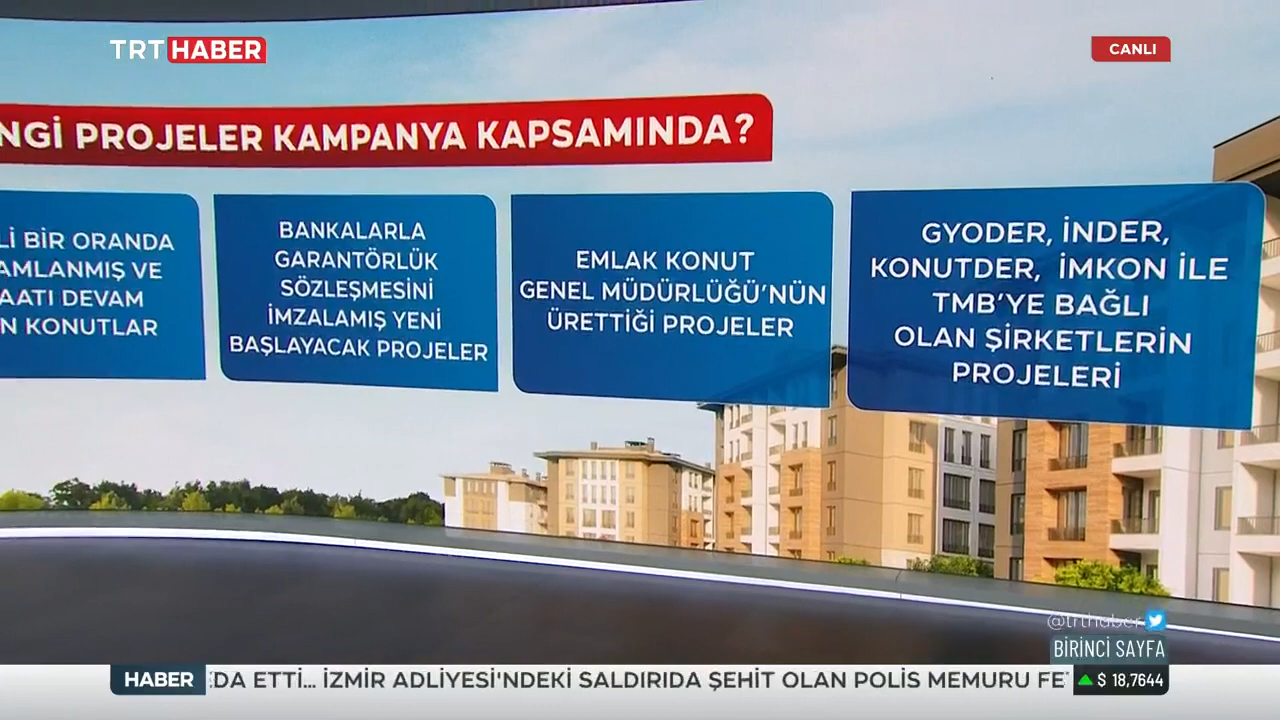 TRT HABER
CANLI
NGİ PROJELER KAMPANYA KAPSAMINDA?
Lİ BİR ORANDA
AMLANMIŞ VE
AATI DEVAM
N KONUTLAR
BANKALARLA
GARANTÖRLÜK
SÖZLEŞMESİNİ
İMZALAMIŞ YENİ
BAŞLAYACAK PROJELER
EMLAK KONUT
GENEL MÜDÜRLÜĞÜ'NÜN
ÜRETTİĞİ PROJELER
GYODER, İNDER,
KONUTDER, İMKON İLE
TMB'YE BAĞLI
OLAN ŞİRKETLERİN
PROJELERİ
@trthaber
BİRİNCİ SAYFA
HABER
DA ETTİ... İZMİR ADLİYESİ'NDEKİ SALDIRIDA ŞEHİT OLAN POLİS MEMURU FE
$ 18,7644